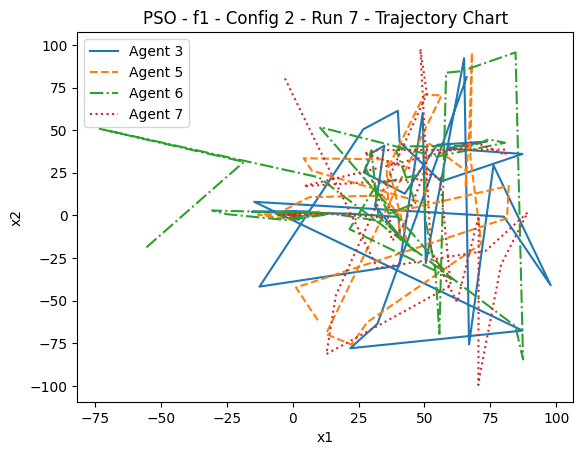 PSO - f1 - Config 2 - Run 7 - Trajectory Chart
Agent 3
Agent 5
Agent 6
Agent 7
100
75
50
25
0
−25
−50
−75
−100
x2
−75
−50
−25
0
25
50
75
100
x1